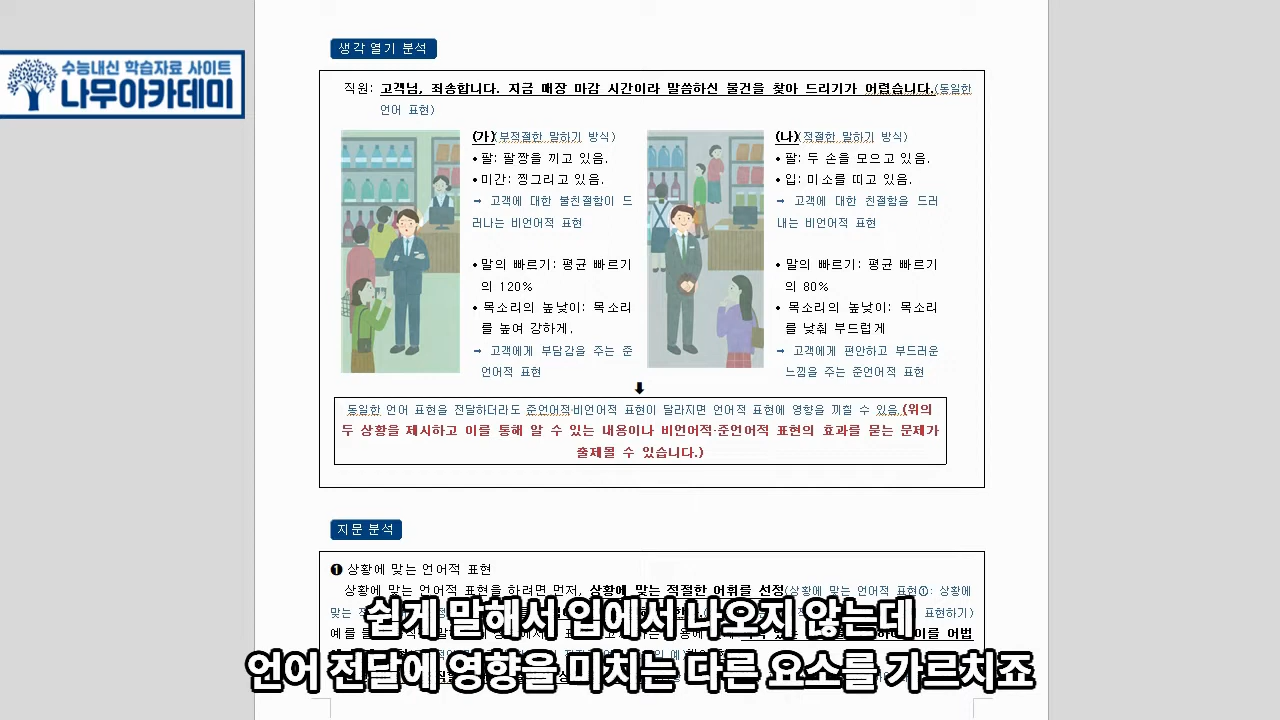 수능내신 학습자료 사이트
나무아카데미
생각 열기 분석
직원: 고객님, 죄송합니다. 지금 매장 마감 시간이라 말씀하신 물건을 찾아 드리기가 어렵습니다.(동일한
언어 표현)
(가)(부적절한 말하기 방식)
•팔: 팔짱을 끼고 있음.
•미간: 찡그리고 있음.
→ 고객에 대한 불친절함이 드
러나는 비언어적 표현
•말의 빠르기: 평균 빠르기
의 120%
•목소리의 높낮이: 목소리
를 높여 강하게.
→ 고객에게 부담감을 주는 준
언어적 표현
(나)(적절한 말하기 방식)
•팔: 두 손을 모으고 있음.
•입: 미소를 띠고 있음.
→ 고객에 대한 친절함을 드러
내는 비언어적 표현
• 말의 빠르기: 평균 빠르기
의 80%
• 목소리의 높낮이: 목소리
를 낮춰 부드럽게
→ 고객에게 편안하고 부드러운
느낌을 주는 준언어적 표현
⬇
동일한 언어 표현을 전달하더라도 준언어적·비언어적 표현이 달라지면 언어적 표현에 영향을 끼칠 수 있음.(위의
두 상황을 제시하고 이를 통해 알 수 있는 내용이나 비언어적·준언어적 표현의 효과를 묻는 문제가
출제될 수 있습니다.)
지문 분석
❶ 상황에 맞는 언어적 표현
상황에 맞는 언어적 표현을 하려면 먼저, 상황에 맞는 적절한 어휘를 선정(상황에 맞는 언어적 표현①: 상황에
맞는 표현하기)
예를 이를 어법
쉽게 말해서 입에서 나오지 않는데
언어 전달에 영향을 미치는 다른 요소를 가르치죠